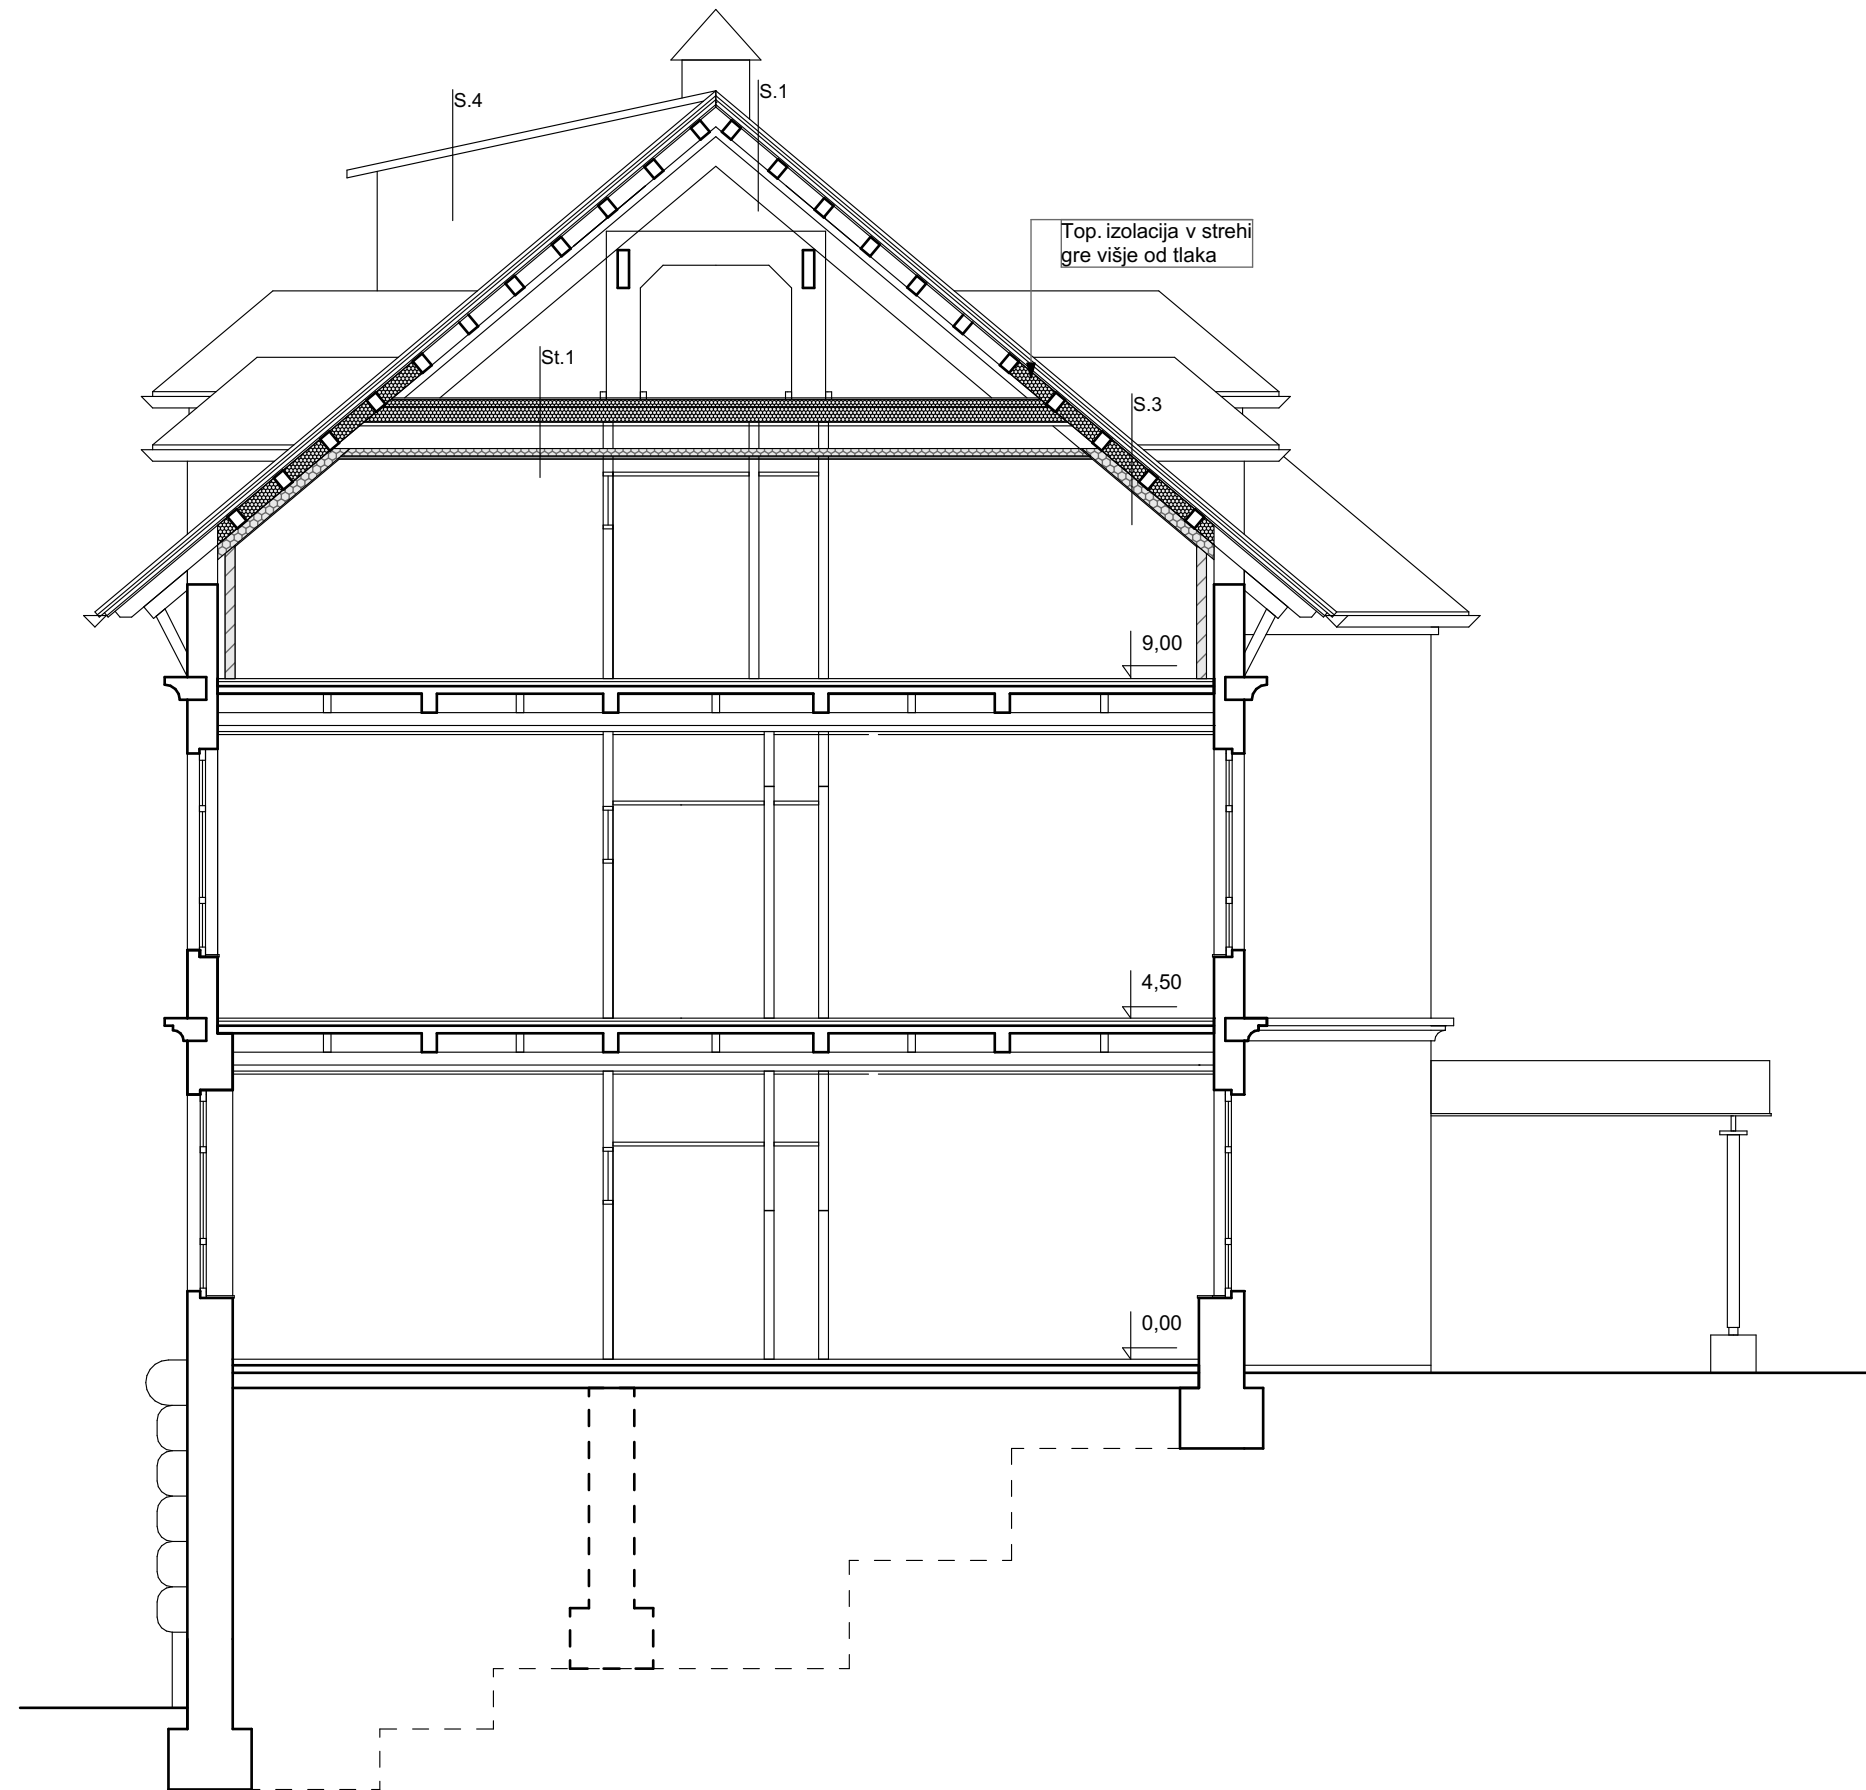 S.1
S.4
Top. izolacija v strehi
gre višje od tlaka
St.1
S.3
9,00
4,50
0,00